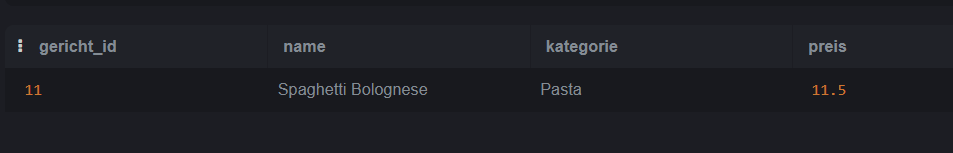 gericht_id name kategorie preis
11 Spaghetti Bolognese Pasta 11.5